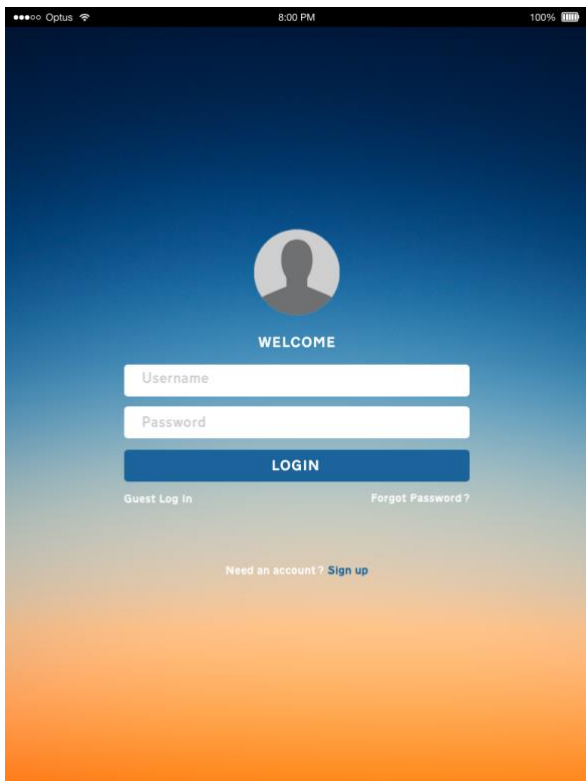 Optus 8:00 PM 100%
WELCOME
Username
Password
LOGIN
Guest Log In Forgot Password?
Need an account? Sign up